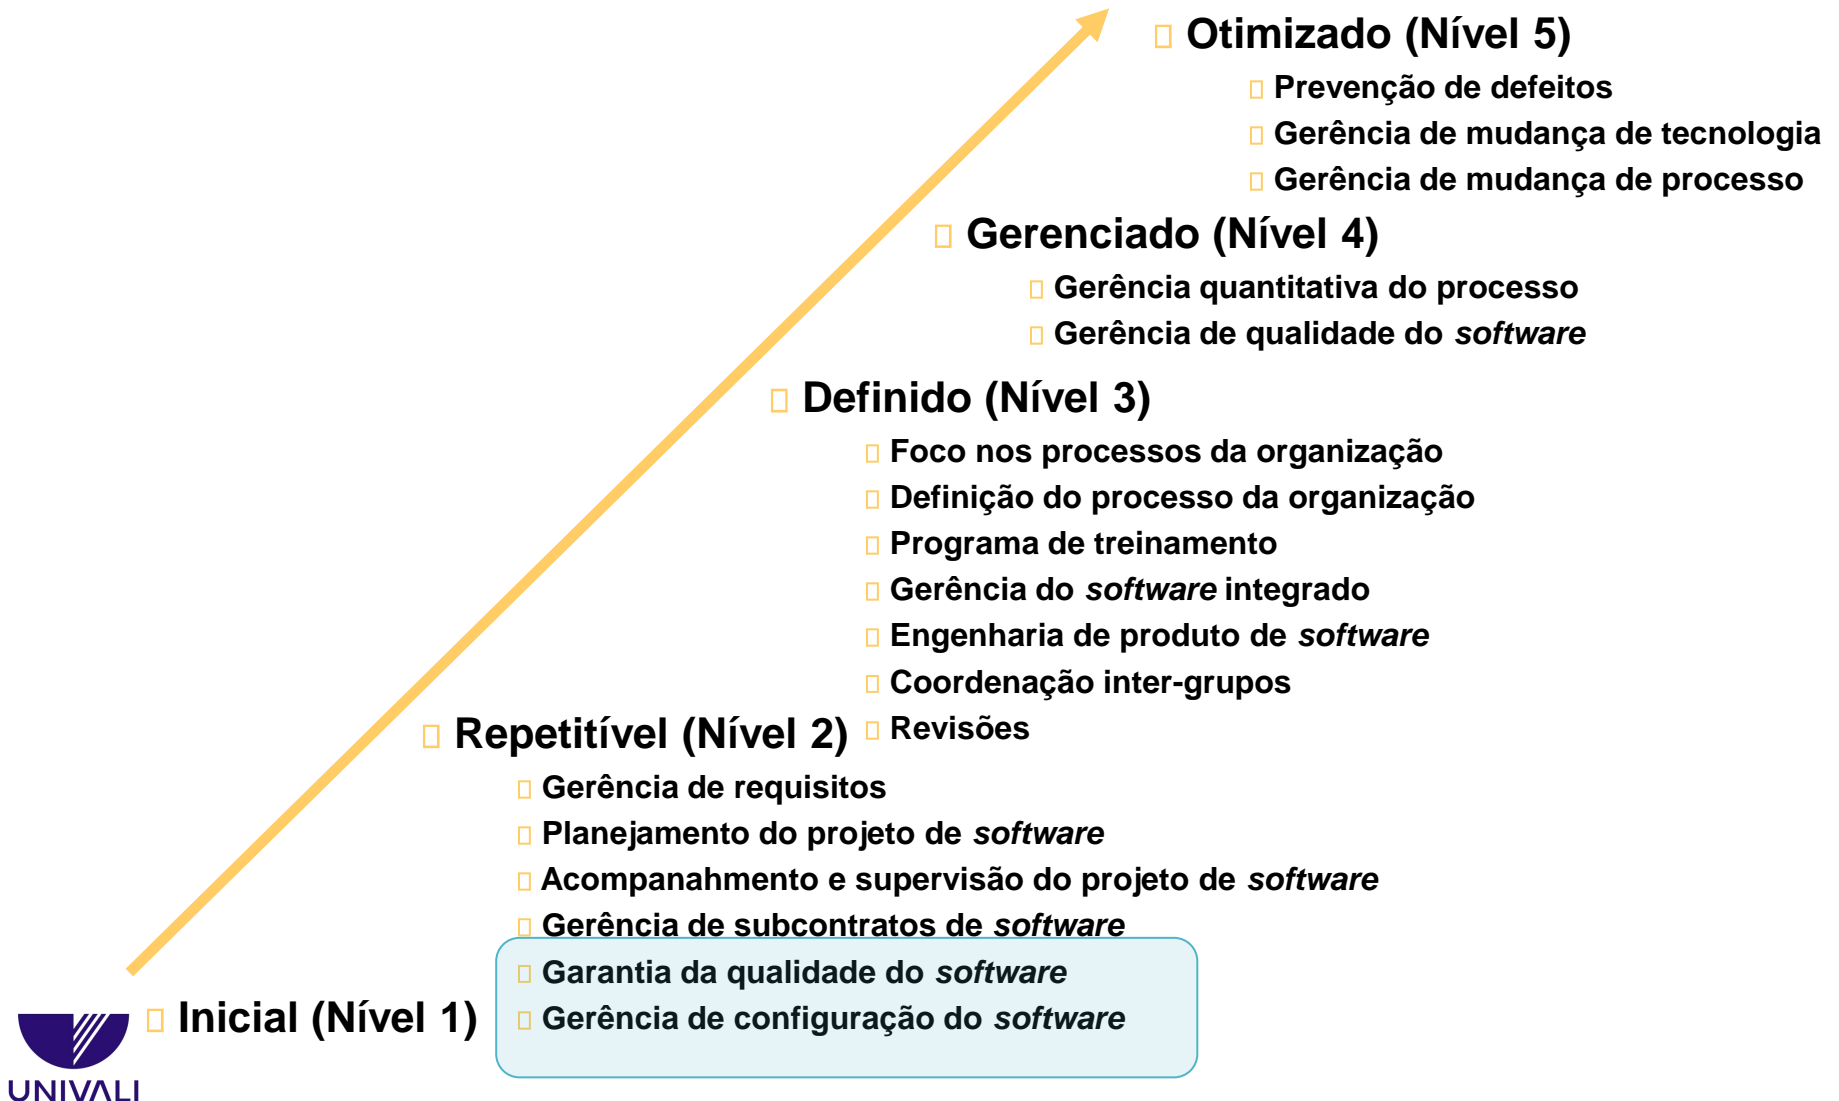 Otimizado (Nível 5)
Prevenção de defeitos
Gerência de mudança de tecnologia
Gerência de mudança de processo
Gerenciado (Nível 4)
Gerência quantitativa do processo
Gerência de qualidade do software
Definido (Nível 3)
Foco nos processos da organização
Definição do processo da organização
Programa de treinamento
Gerência do software integrado
Engenharia de produto de software
Coordenação inter-grupos
Revisões
Repetitível (Nível 2)
Gerência de requisitos
Planejamento do projeto de software
Acompanahmento e supervisão do projeto de software
Gerência de subcontratos de software
Garantia da qualidade do software
Gerência de configuração do software
Inicial (Nível 1)
UNIVALI